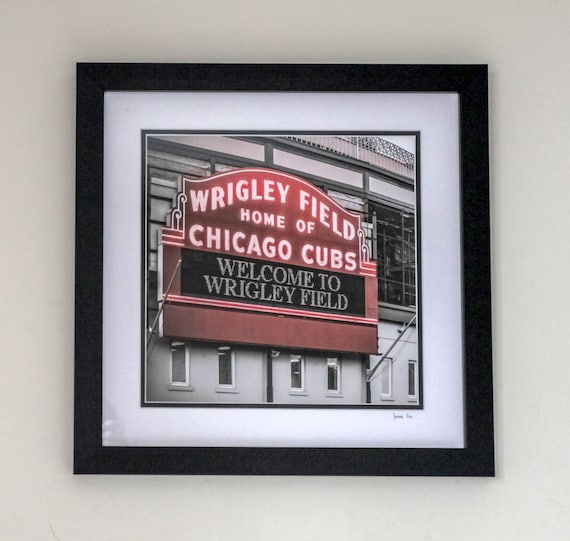 WRIGLEY FIELD
HOME OF
CHICAGO CUBS
WELCOME TO
WRIGLEY FIELD